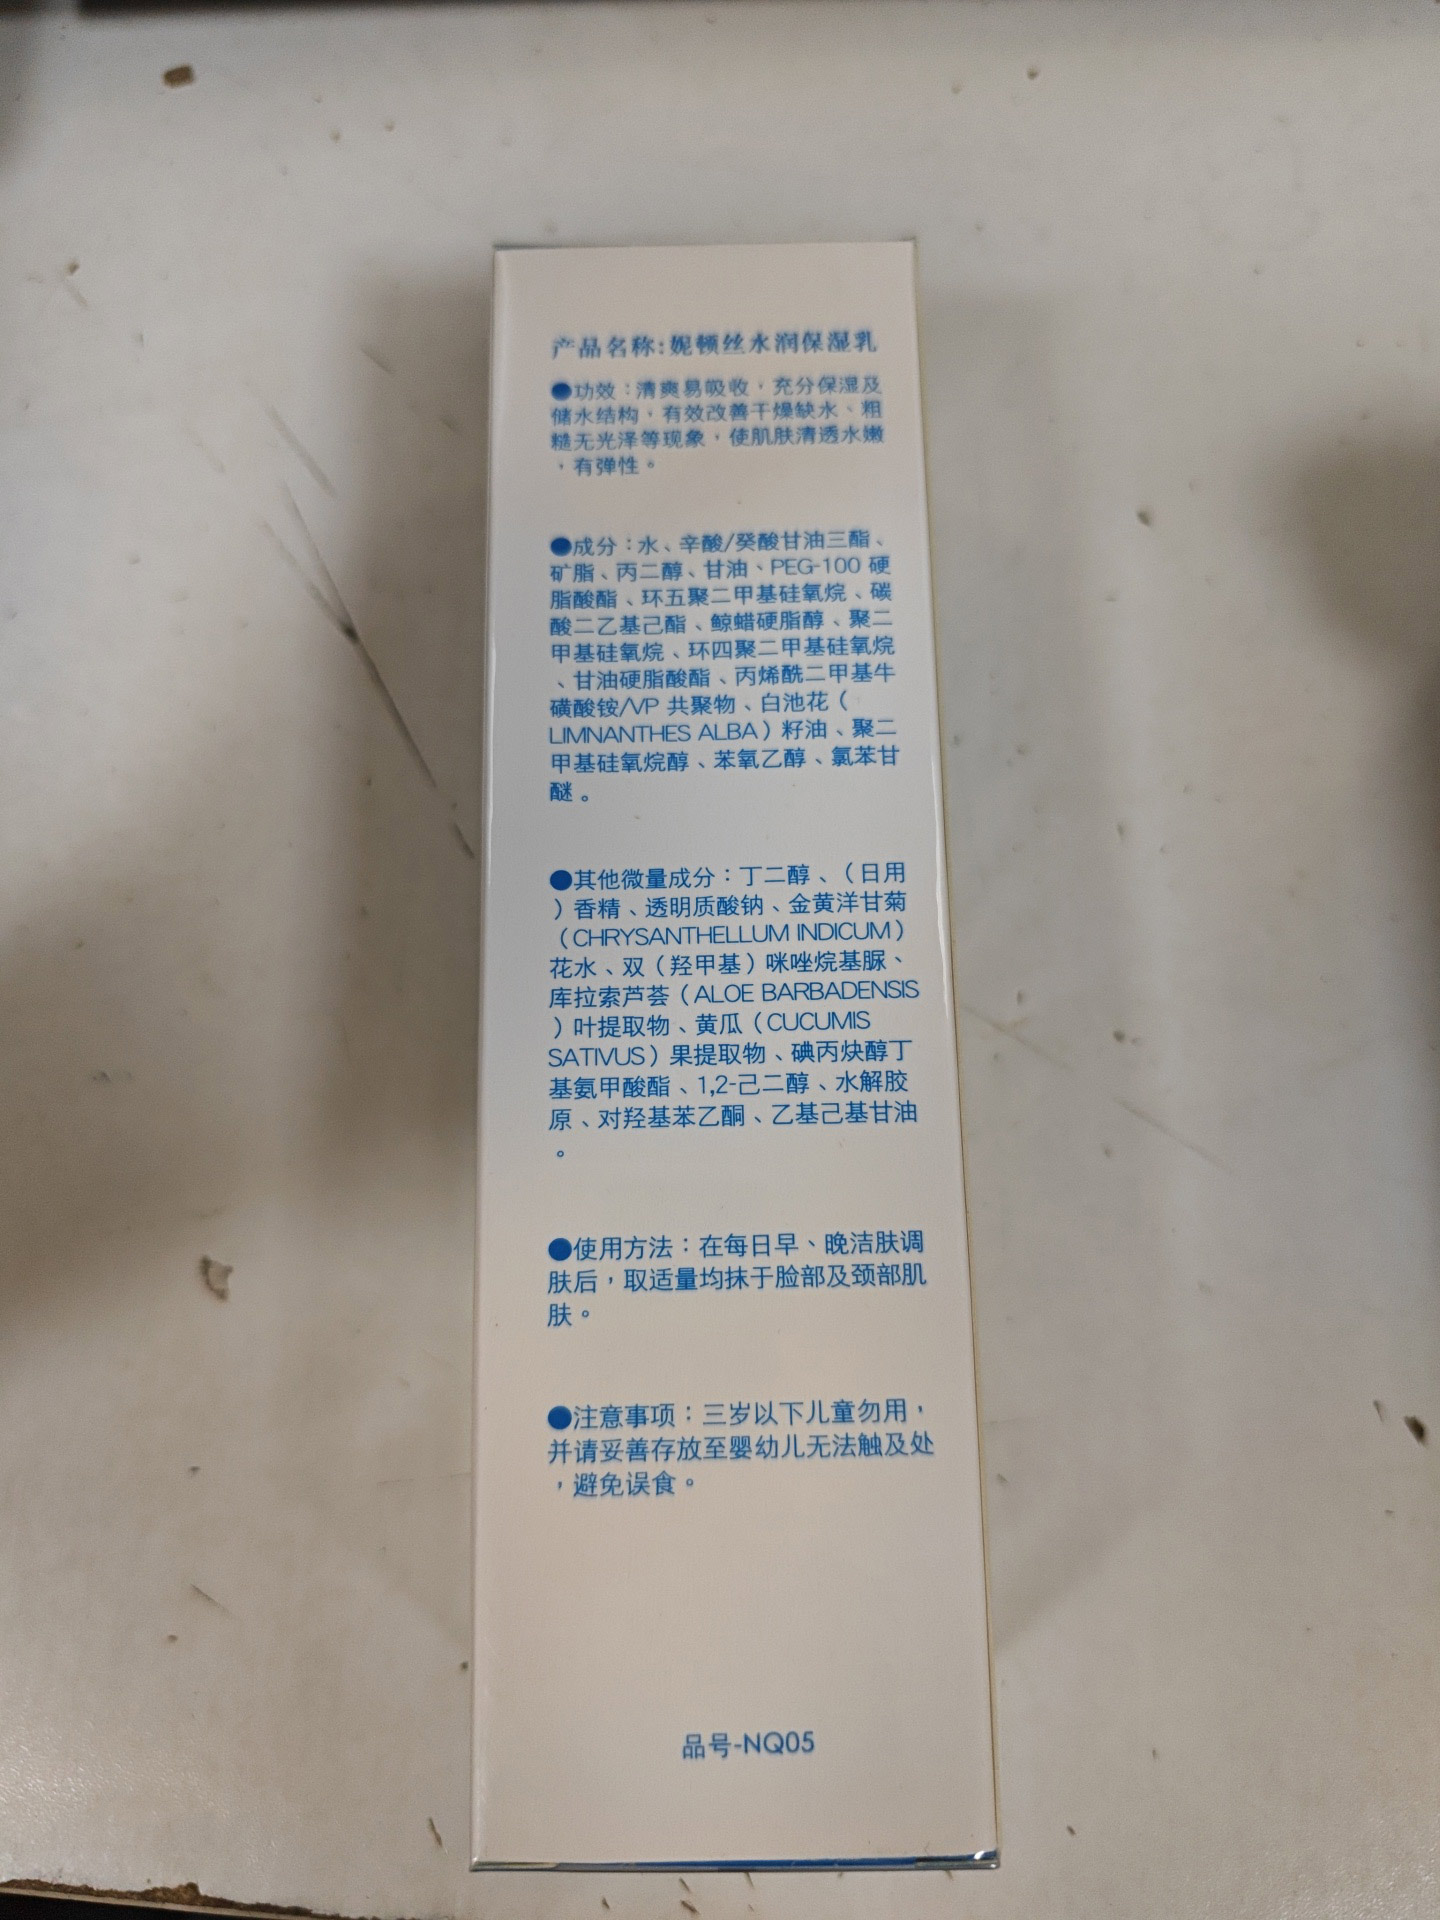 产品名称:妮顿丝水润保湿乳
●功效：清爽易吸收，充分保湿及
储水结构，有效改善干燥缺水、粗
糙无光泽等现象，使肌肤清透水嫩
，有弹性。
●成分：水、辛酸/癸酸甘油三酯、
矿脂、丙二醇、甘油、PEG-100 硬
脂酸酯、环五聚二甲基硅氧烷、碳
酸二乙基己酯、鲸蜡硬脂醇、聚二
甲基硅氧烷、环四聚二甲基硅氧烷
、甘油硬脂酸酯、丙烯酰二甲基牛
磺酸铵/VP 共聚物、白池花（
LIMNANTHES ALBA）籽油、聚二
甲基硅氧烷醇、苯氧乙醇、氯苯甘
醚。
●其他微量成分：丁二醇、（日用
）香精、透明质酸钠、金黄洋甘菊
（CHRYSANTHELLUM INDICUM）
花水、双（羟甲基）咪唑烷基脲、
库拉索芦荟（ALOE BARBADENSIS
）叶提取物、黄瓜（CUCUMIS
SATIVUS）果提取物、碘丙炔醇丁
基氨甲酸酯、1,2-己二醇、水解胶
原、对羟基苯乙酮、乙基己基甘油
。
●使用方法：在每日早、晚洁肤调
肤后，取适量均抹于脸部及颈部肌
肤。
●注意事项：三岁以下儿童勿用，
并请妥善存放至婴幼儿无法触及处
，避免误食。
品号-NQ05